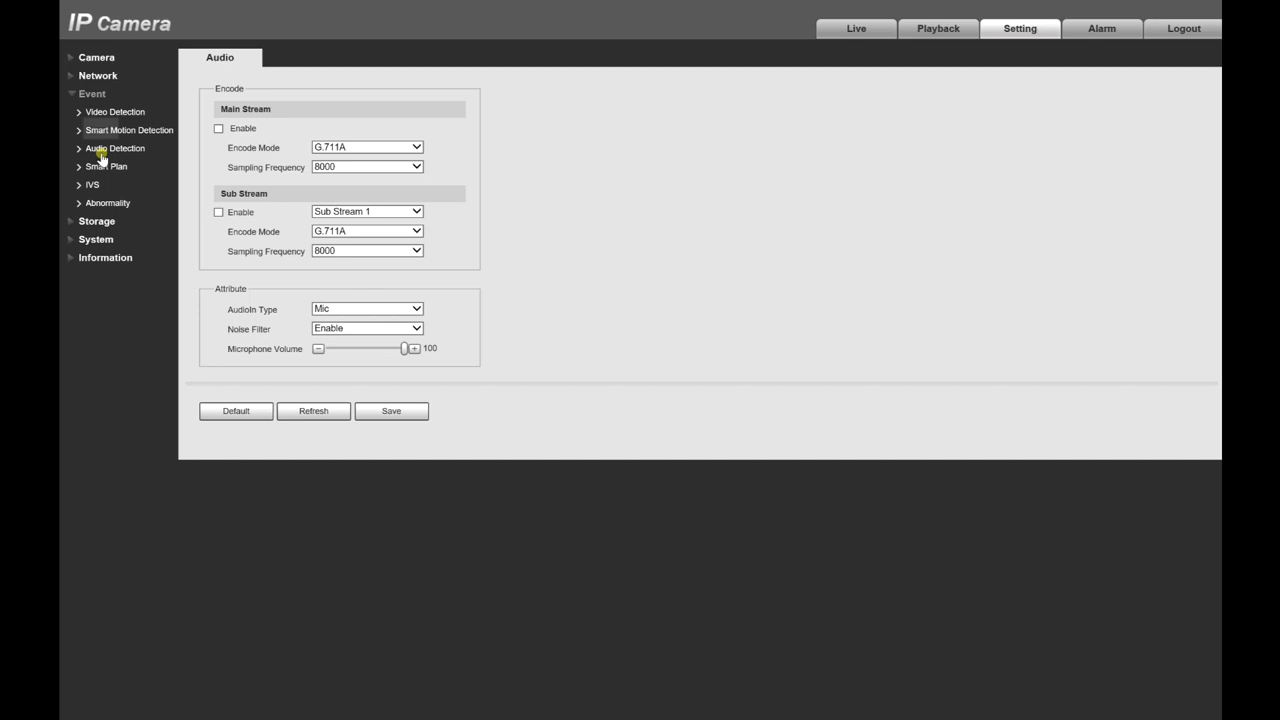 IP Camera
Live Playback Setting Alarm Logout
Camera
Network
Event
Video Detection
Smart Motion Detection
Audio Detection
Smart Plan
IVS
Abnormality
Storage
System
Information
Audio
Encode
Main Stream
Enable
Encode Mode G.711A
Sampling Frequency 8000
Sub Stream
Enable Sub Stream 1
Encode Mode G.711A
Sampling Frequency 8000
Attribute
AudioIn Type Mic
Noise Filter Enable
Microphone Volume 100
Default Refresh Save